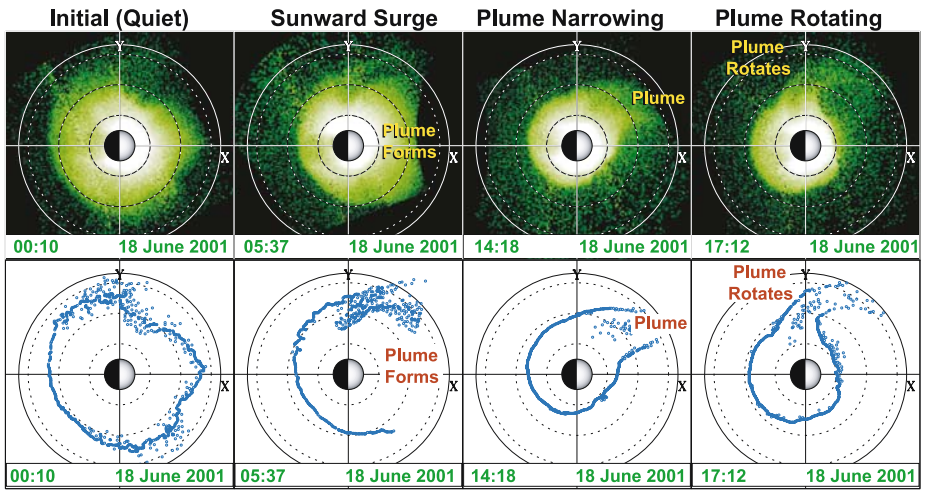 Initial (Quiet)
Sunward Surge
Plume Narrowing
Plume Rotating
Y
X
00:10
18 June 2001
Y
Plume
Forms
X
05:37
18 June 2001
Y
Plume
X
14:18
18 June 2001
Plume
Rotates
Y
X
17:12
18 June 2001
Y
X
00:10
18 June 2001
Y
Plume
Forms
X
05:37
18 June 2001
Y
Plume
X
14:18
18 June 2001
Plume
Rotates
Y
X
17:12
18 June 2001